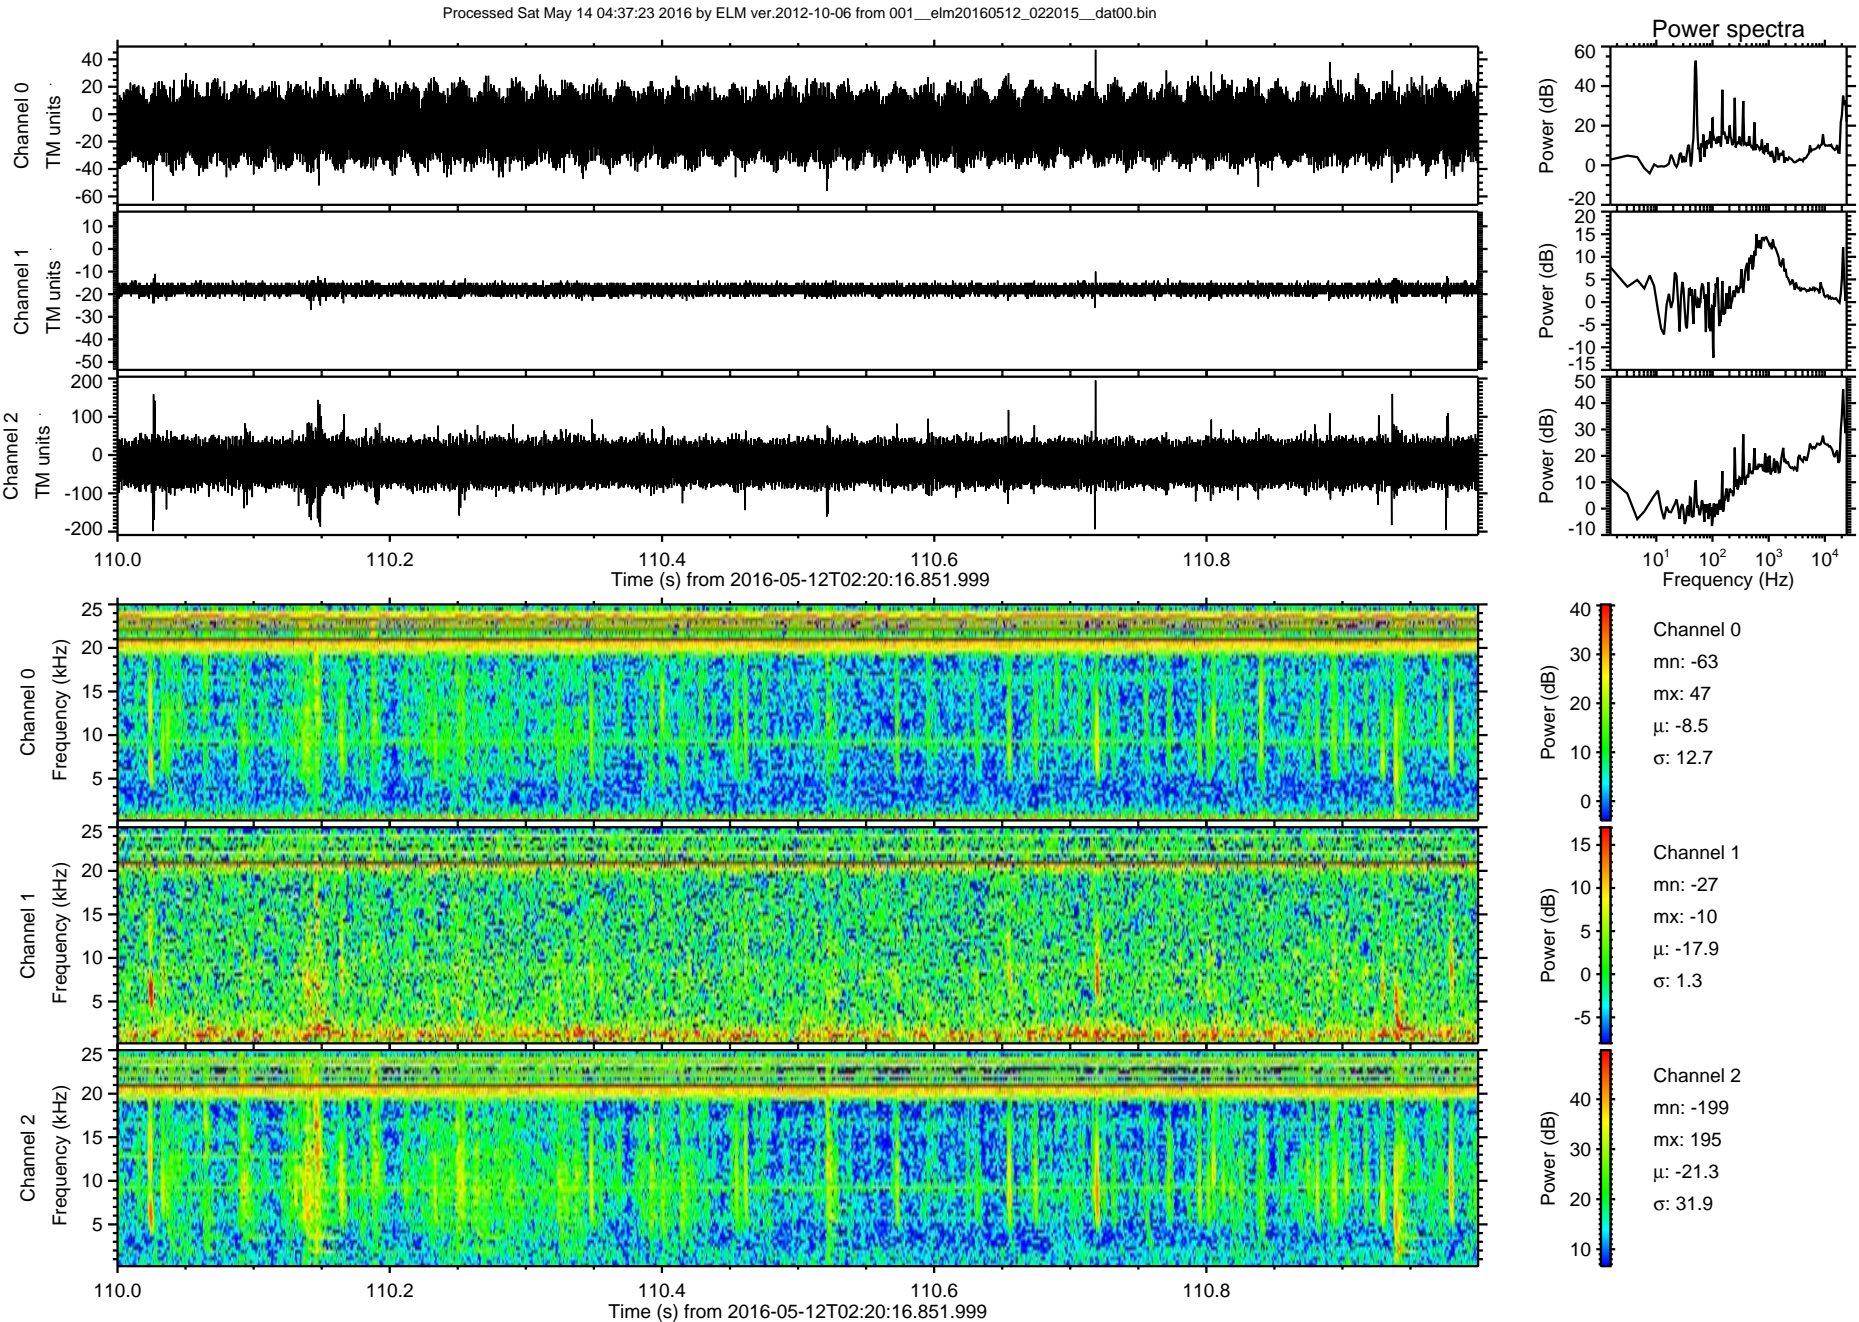 Processed Sat May 14 04:37:23 2016 by ELM ver.2012-10-06 from 001__elm20160512_022015__dat00.bin
Power spectra
Channel 0
TM units
40
20
0
-20
-40
-60
Power (dB)
60
40
20
0
-20
Channel 1
TM units
10
0
-10
-20
-30
-40
-50
Power (dB)
20
15
10
5
0
-5
-10
-15
Channel 2
TM units
200
100
0
-100
-200
Power (dB)
50
40
30
20
10
0
-10
110.0 110.2 110.4 110.6 110.8
Time (s) from 2016-05-12T02:20:16.851.999
10^1 10^2 10^3 10^4
Frequency (Hz)
Channel 0
Frequency (kHz)
25
20
15
10
5
Power (dB)
40
30
20
10
0
Channel 0
mn: -63
mx: 47
μ: -8.5
σ: 12.7
Channel 1
Frequency (kHz)
25
20
15
10
5
Power (dB)
15
10
5
0
-5
Channel 1
mn: -27
mx: -10
μ: -17.9
σ: 1.3
Channel 2
Frequency (kHz)
25
20
15
10
5
Power (dB)
40
30
20
10
Channel 2
mn: -199
mx: 195
μ: -21.3
σ: 31.9
110.0 110.2 110.4 110.6 110.8
Time (s) from 2016-05-12T02:20:16.851.999